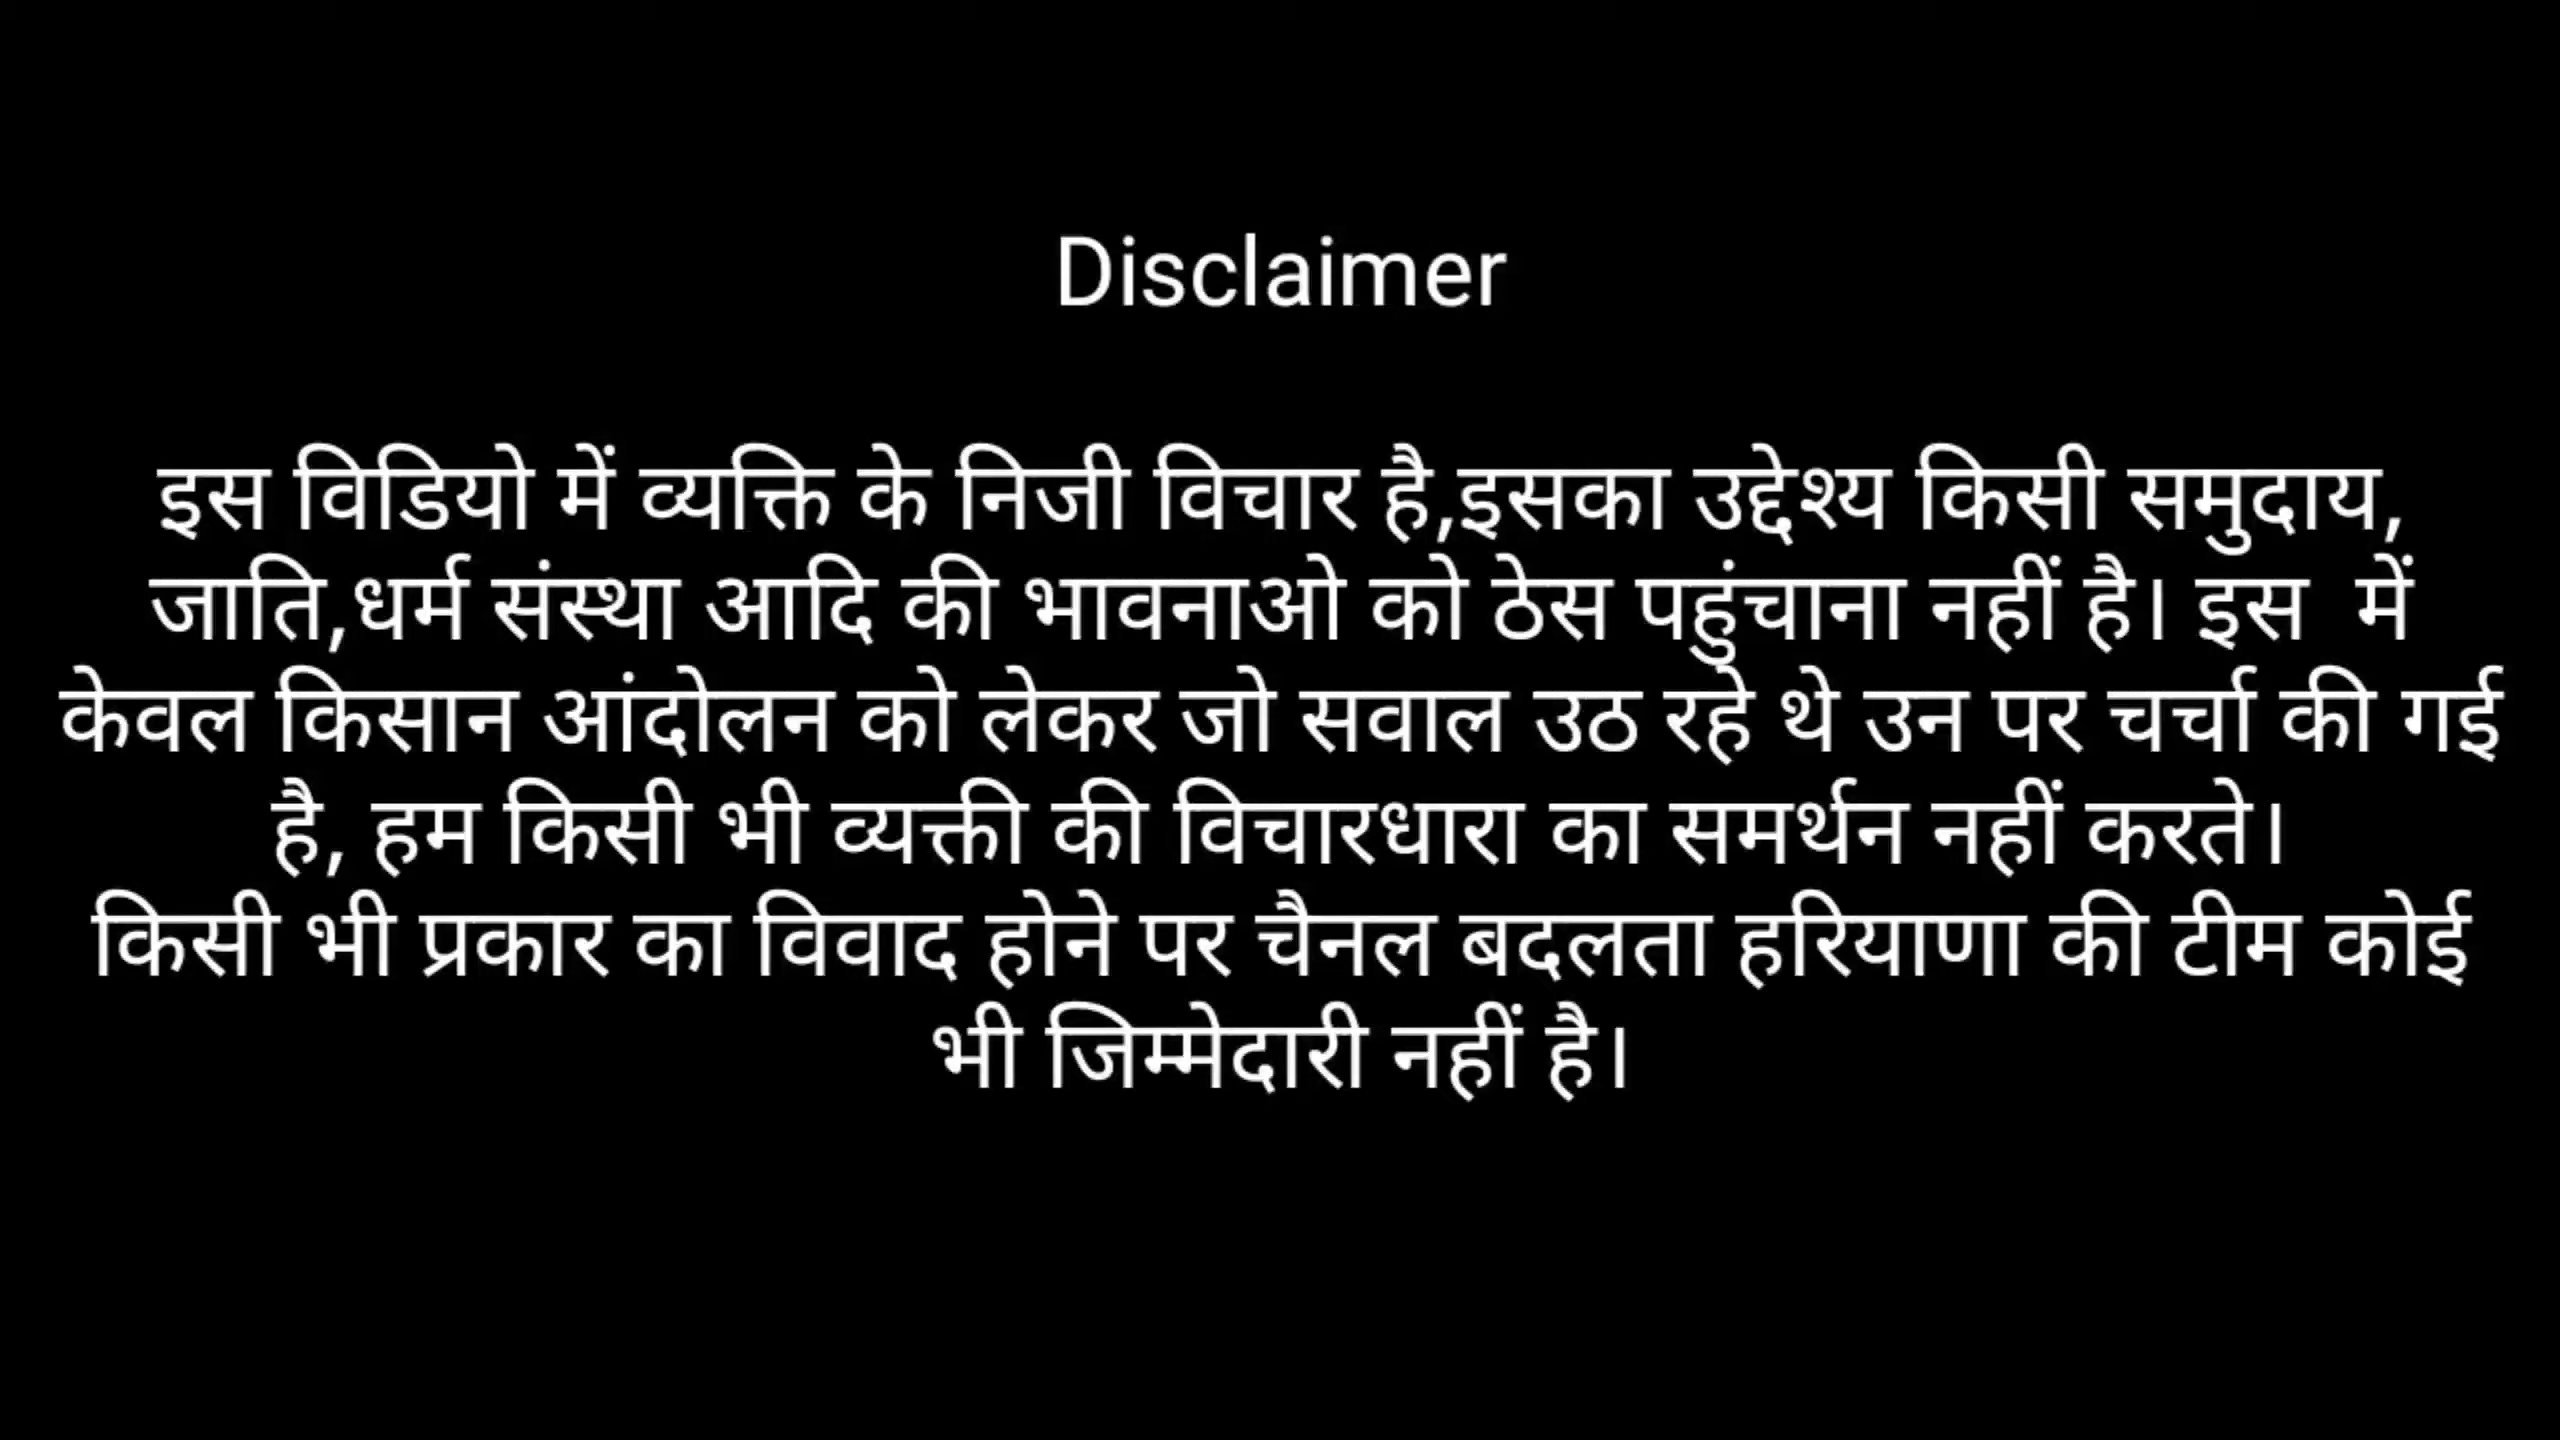 Disclaimer
इस विडियो में व्यक्ति के निजी विचार है,इसका उद्देश्य किसी समुदाय,
जाति,धर्म संस्था आदि की भावनाओ को ठेस पहुंचाना नहीं है। इस  में
केवल किसान आंदोलन को लेकर जो सवाल उठ रहे थे उन पर चर्चा की गई
है, हम किसी भी व्यक्ती की विचारधारा का समर्थन नहीं करते।
किसी भी प्रकार का विवाद होने पर चैनल बदलता हरियाणा की टीम कोई
भी जिम्मेदारी नहीं है।